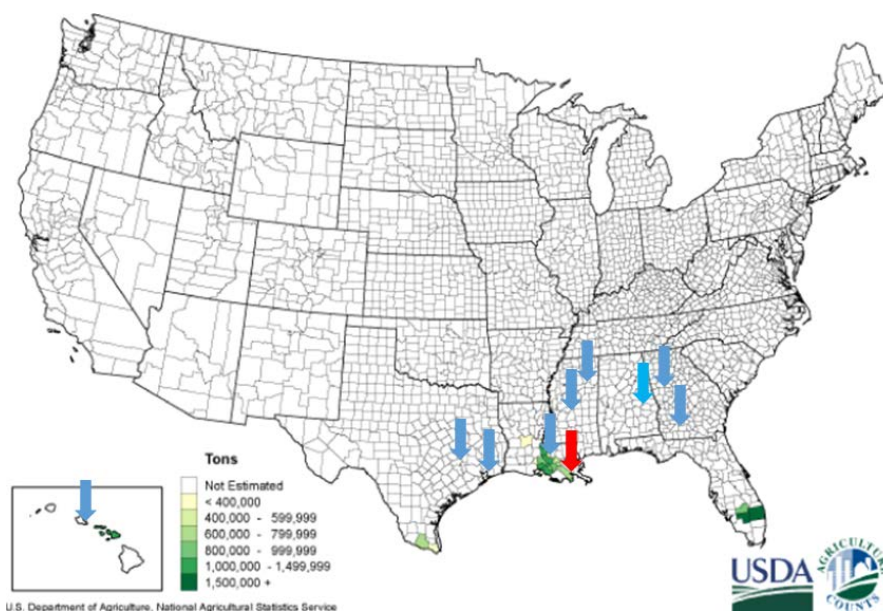 Tons
Not Estimated
< 400,000
400,000 - 599,999
600,000 - 799,999
800,000 - 999,999
1,000,000 - 1,499,999
1,500,000 +
U.S. Department of Agriculture, National Agricultural Statistics Service
USDA
AGRICULTURE
COUNTS